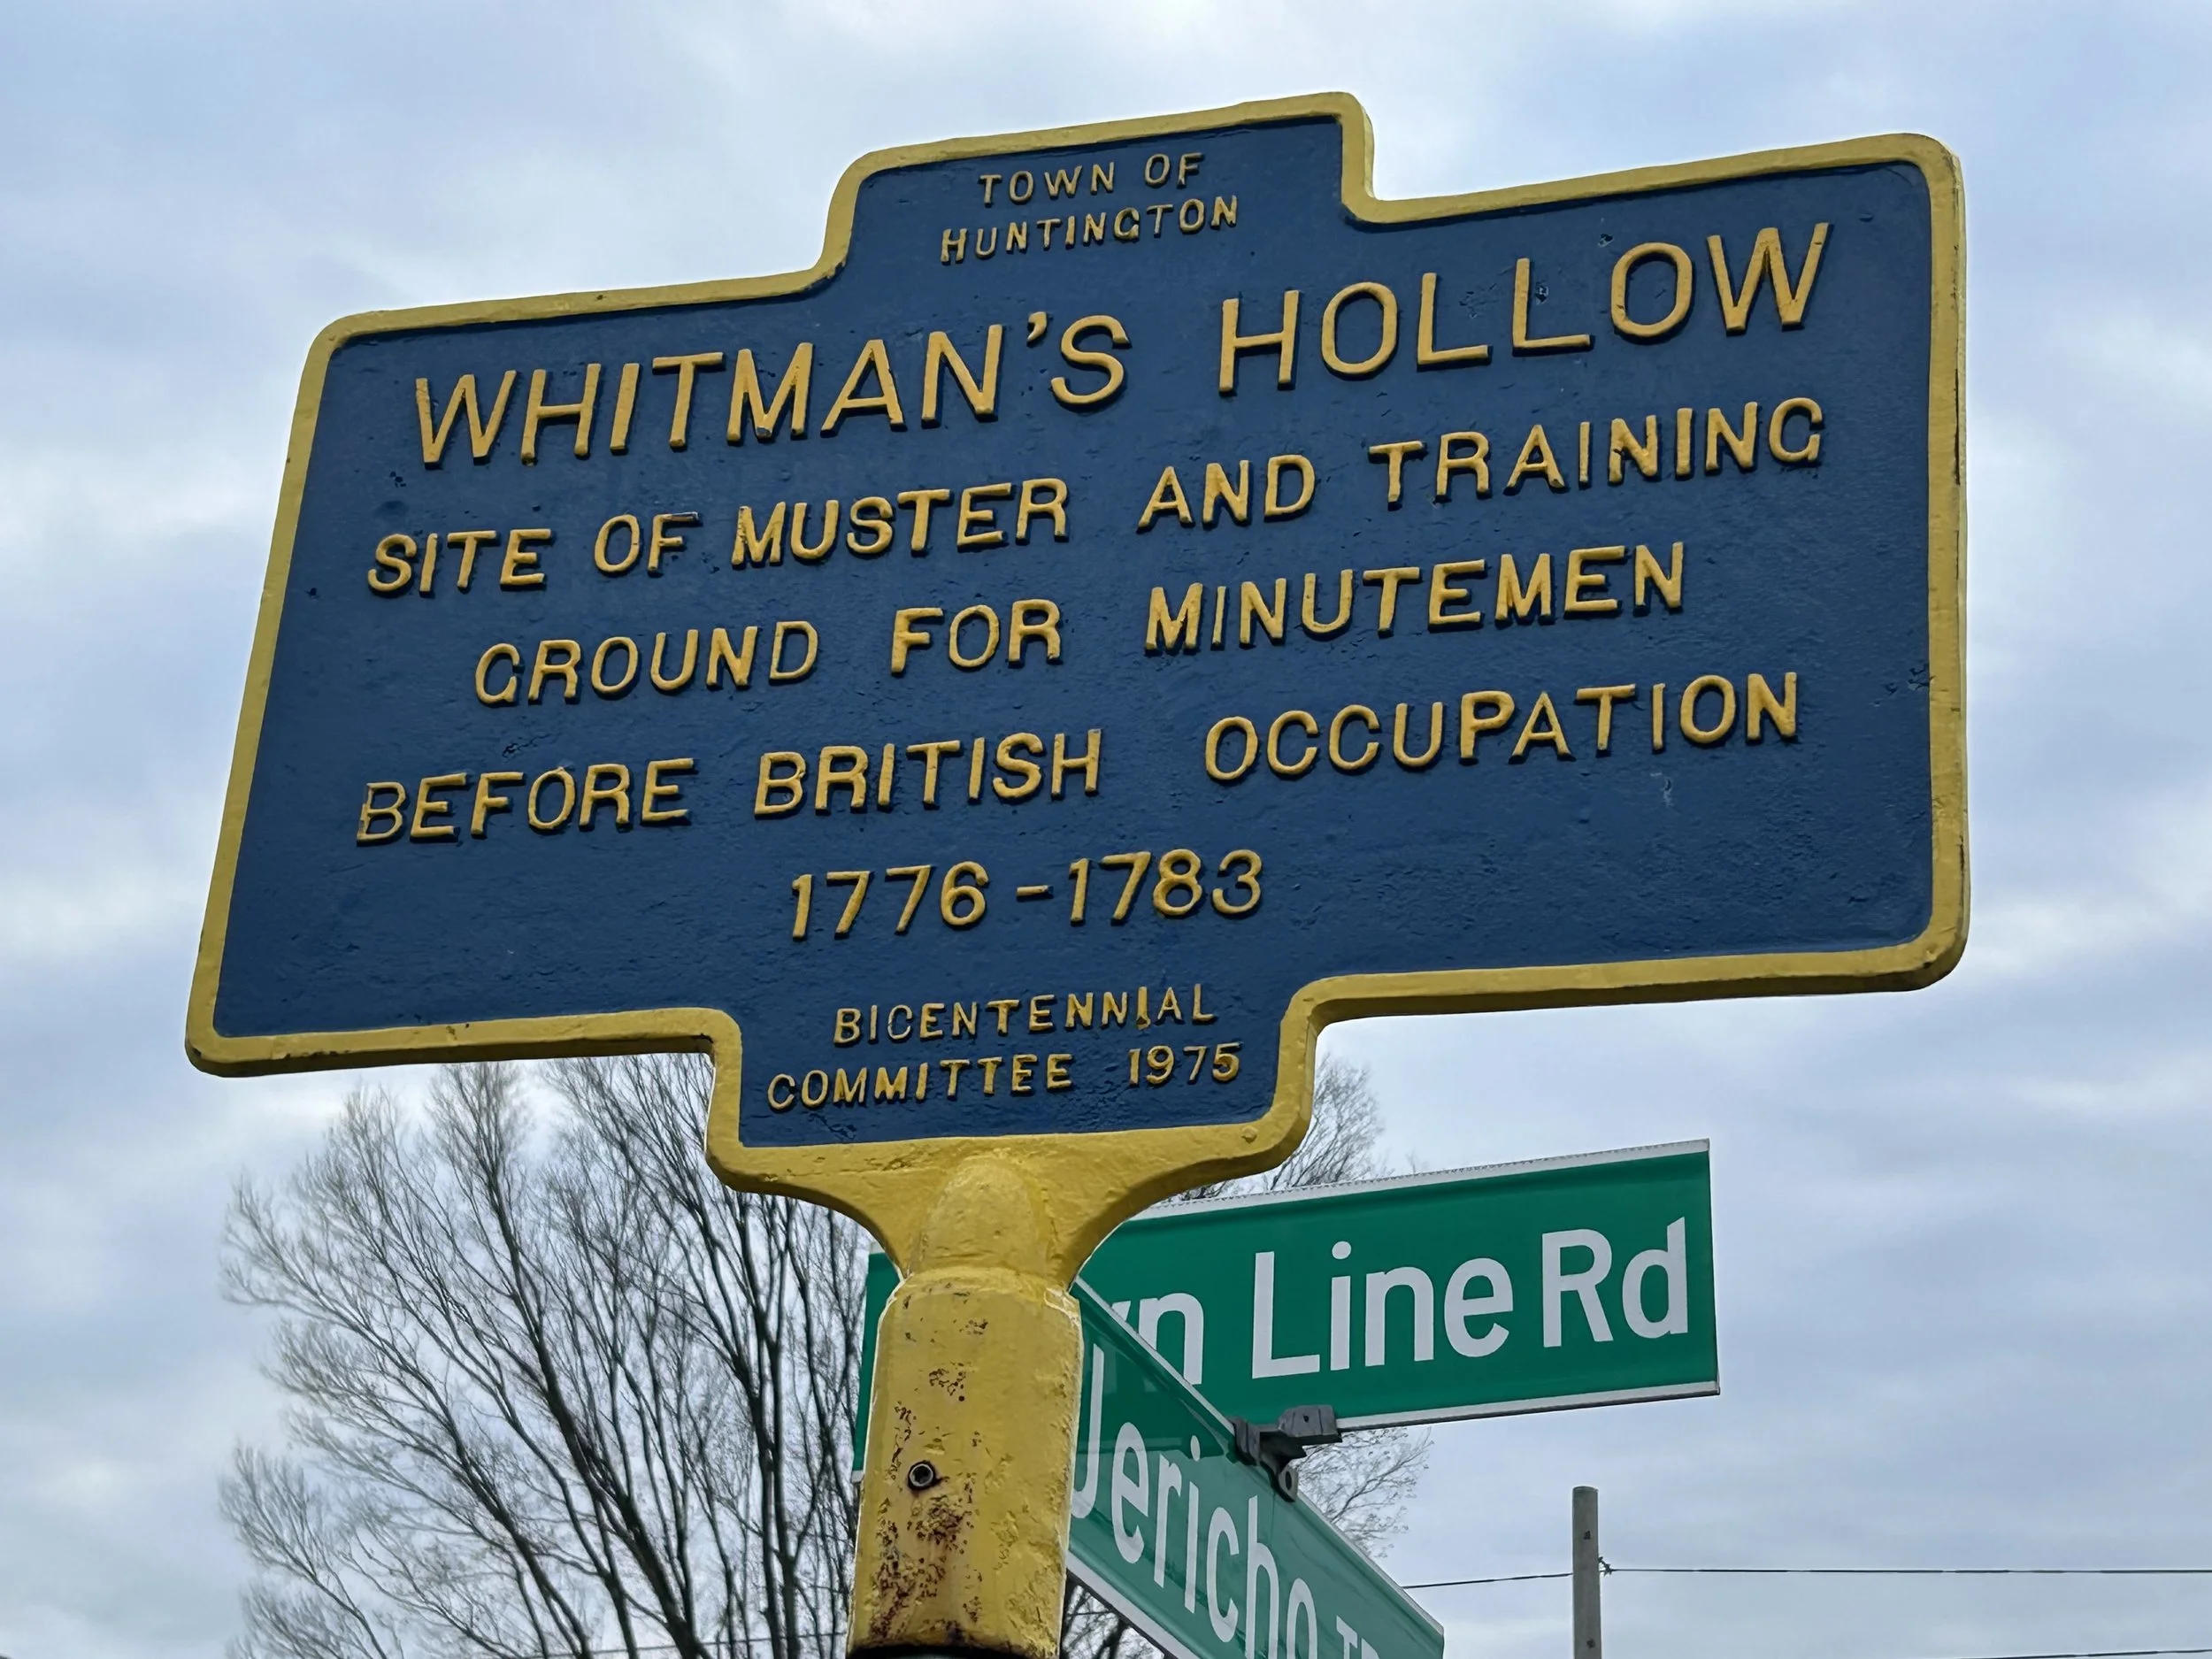 TOWN OF
HUNTINGTON
WHITMAN'S HOLLOW
SITE OF MUSTER AND TRAINING
GROUND FOR MINUTEMEN
BEFORE BRITISH OCCUPATION
1776-1783
BICENTENNIAL
COMMITTEE 1975
Line Rd
Jericho